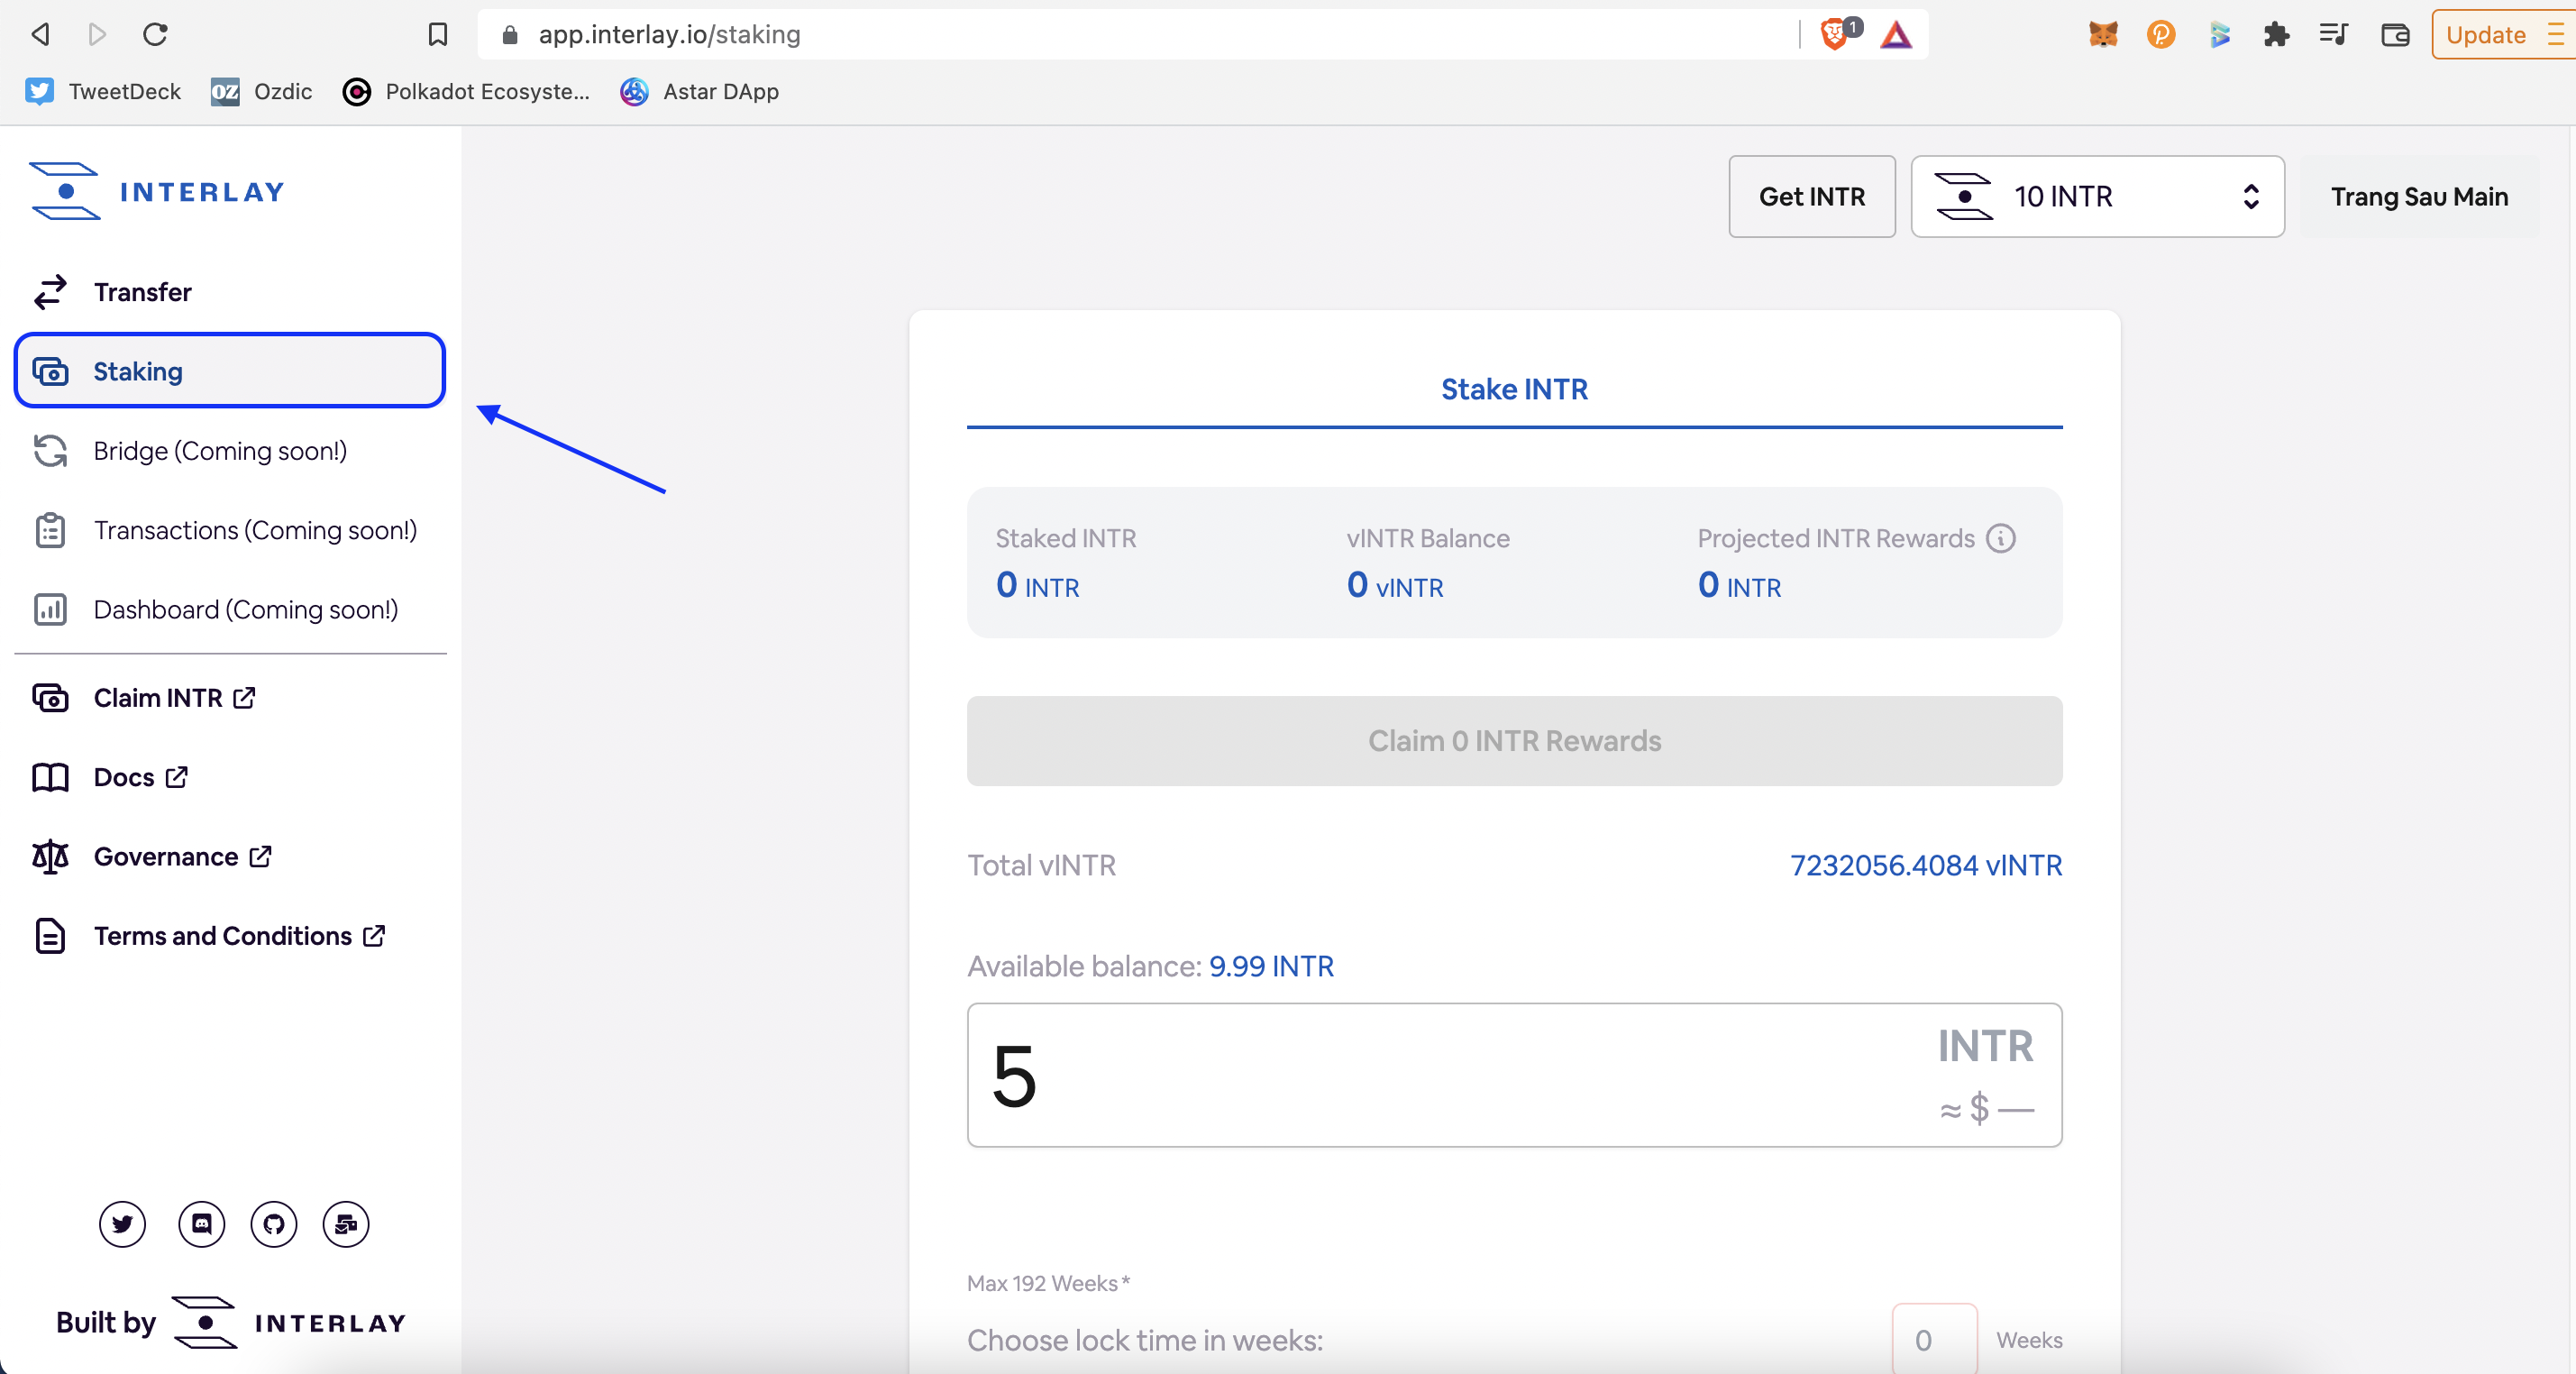 app.interlay.io/staking
1
Update
TweetDeck
Ozdic
Polkadot Ecosyste...
Astar DApp
INTERLAY
Get INTR
10 INTR
Trang Sau Main
Transfer
Staking
Bridge (Coming soon!)
Transactions (Coming soon!)
Dashboard (Coming soon!)
Claim INTR
Docs
Governance
Terms and Conditions
Built by INTERLAY
Stake INTR
Staked INTR
0 INTR
vINTR Balance
0 vINTR
Projected INTR Rewards
0 INTR
Claim 0 INTR Rewards
Total vINTR
7232056.4084 vINTR
Available balance: 9.99 INTR
5
INTR
≈ $ —
Max 192 Weeks*
Choose lock time in weeks:
0
Weeks